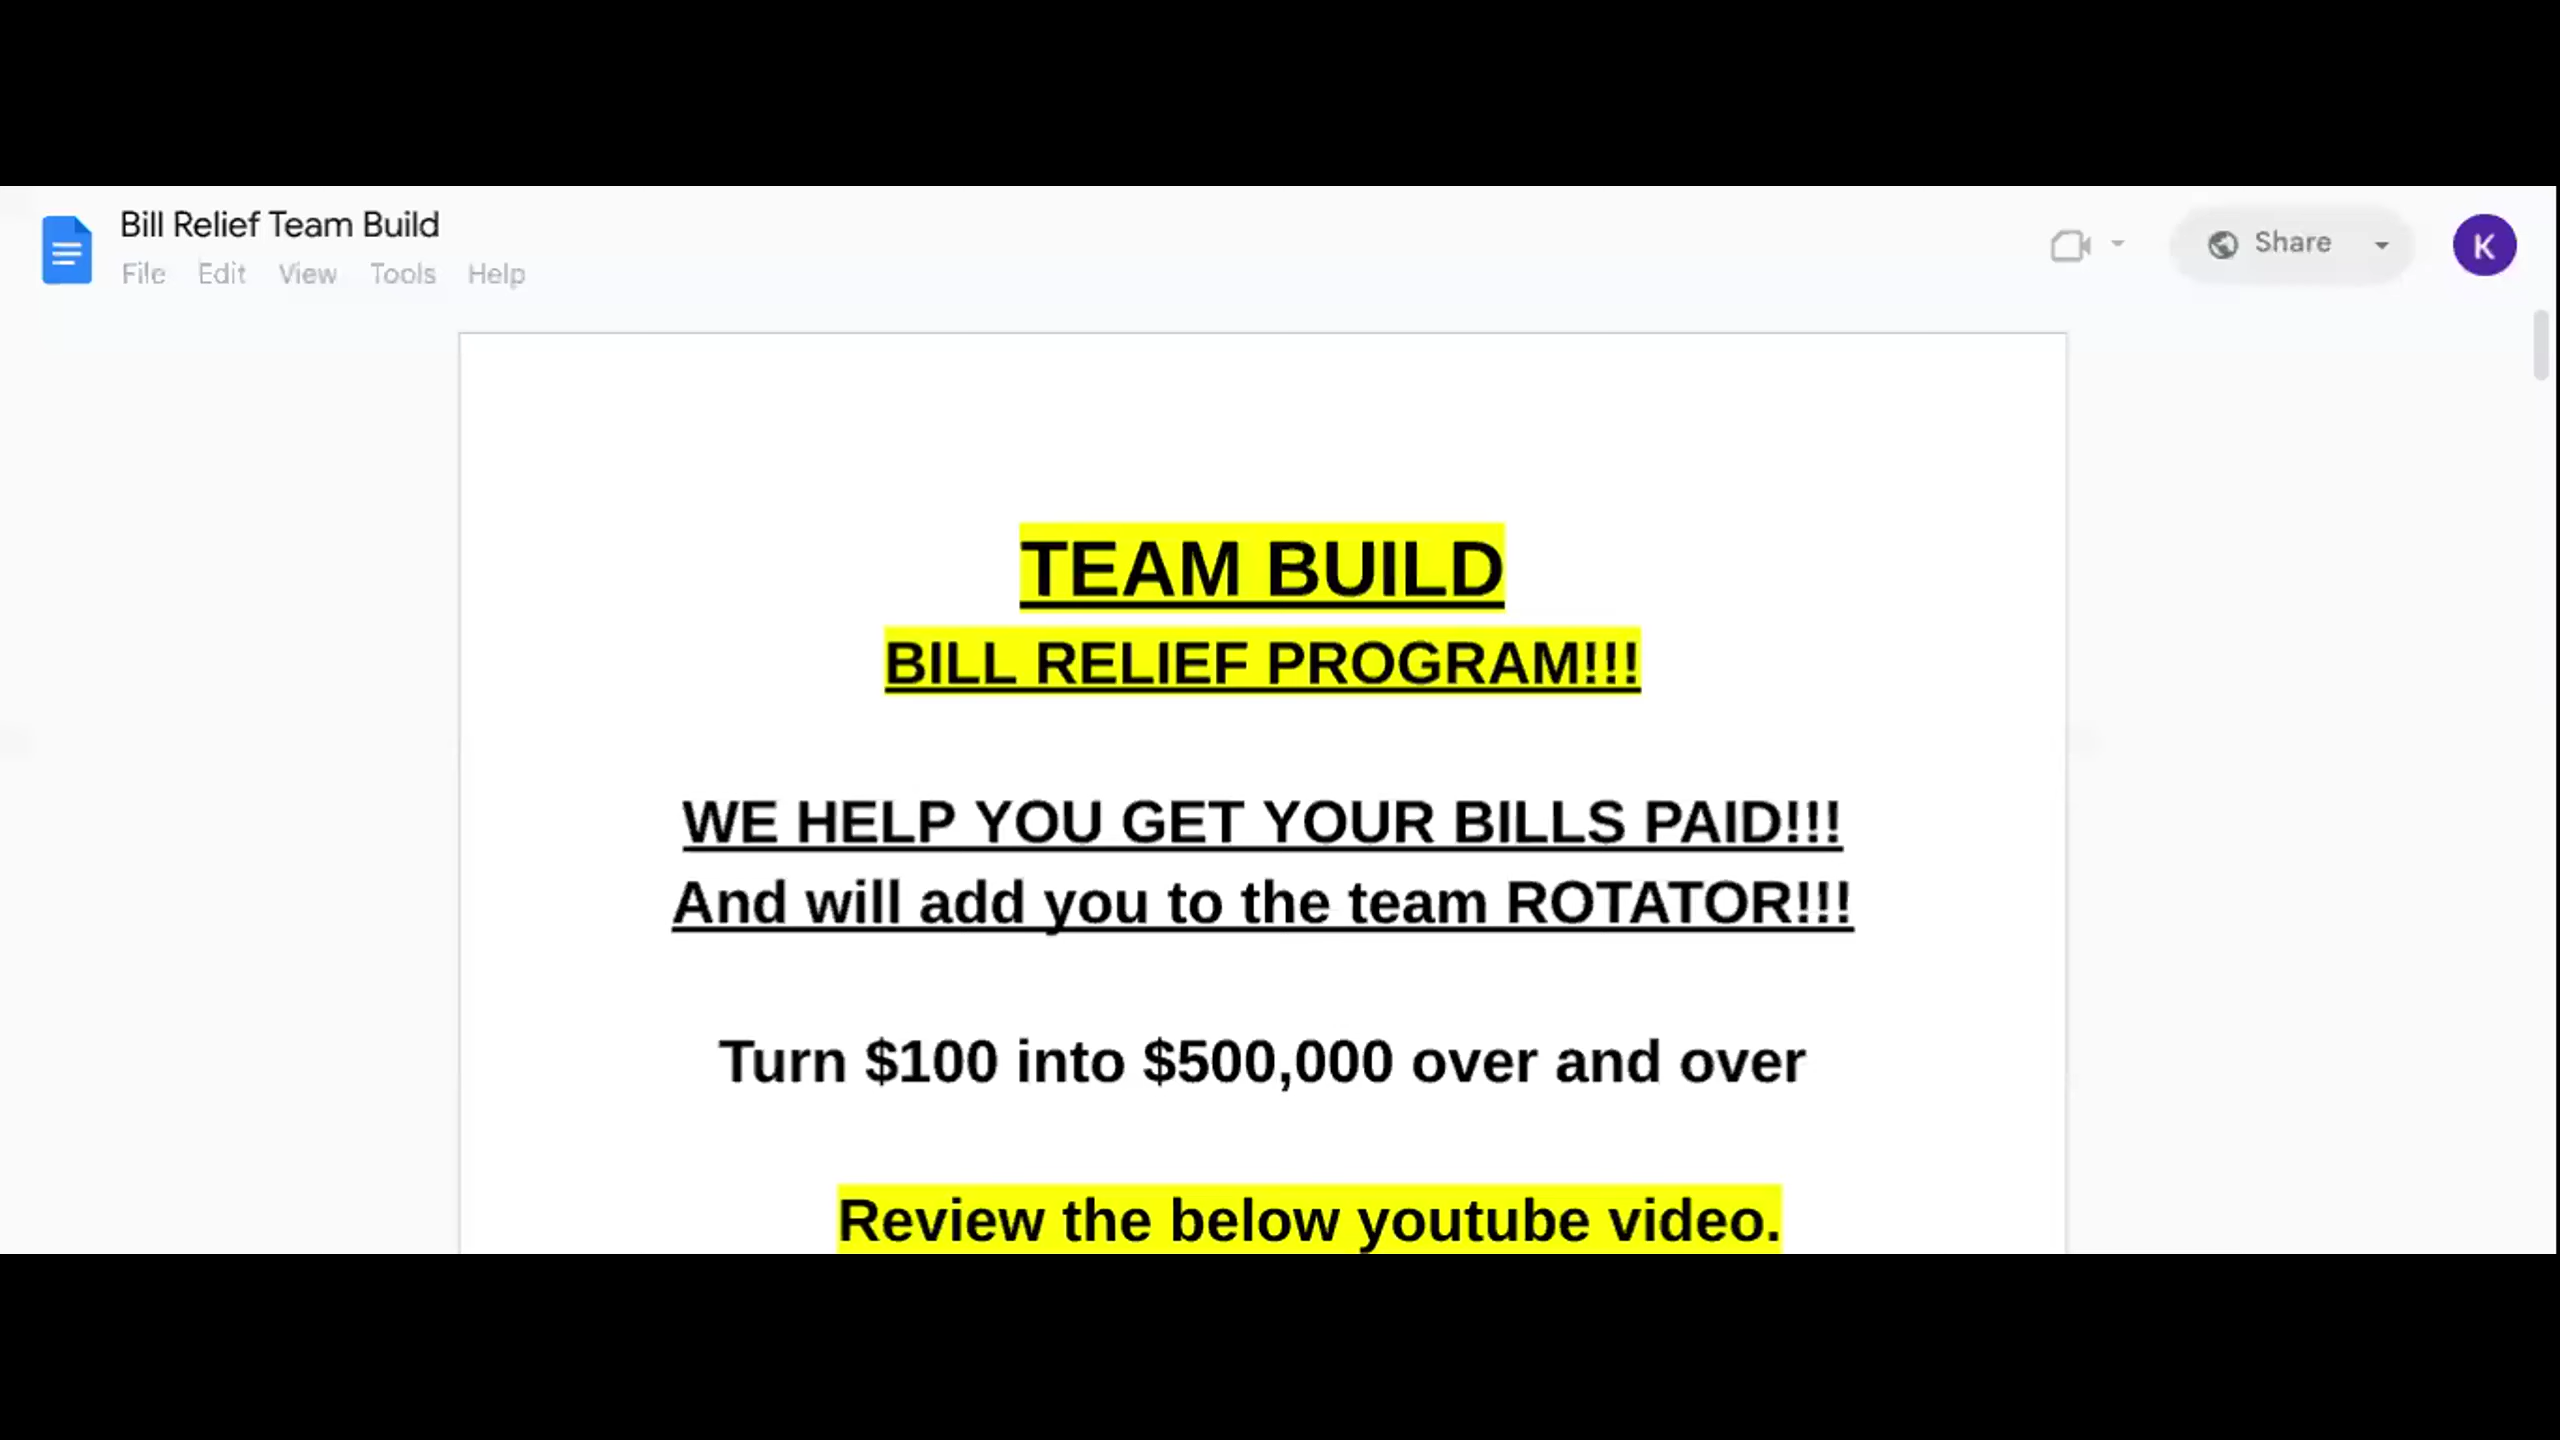 Bill Relief Team Build
File Edit View Tools Help
Share
K
TEAM BUILD
BILL RELIEF PROGRAM!!!
WE HELP YOU GET YOUR BILLS PAID!!!
And will add you to the team ROTATOR!!!
Turn $100 into $500,000 over and over
Review the below youtube video.